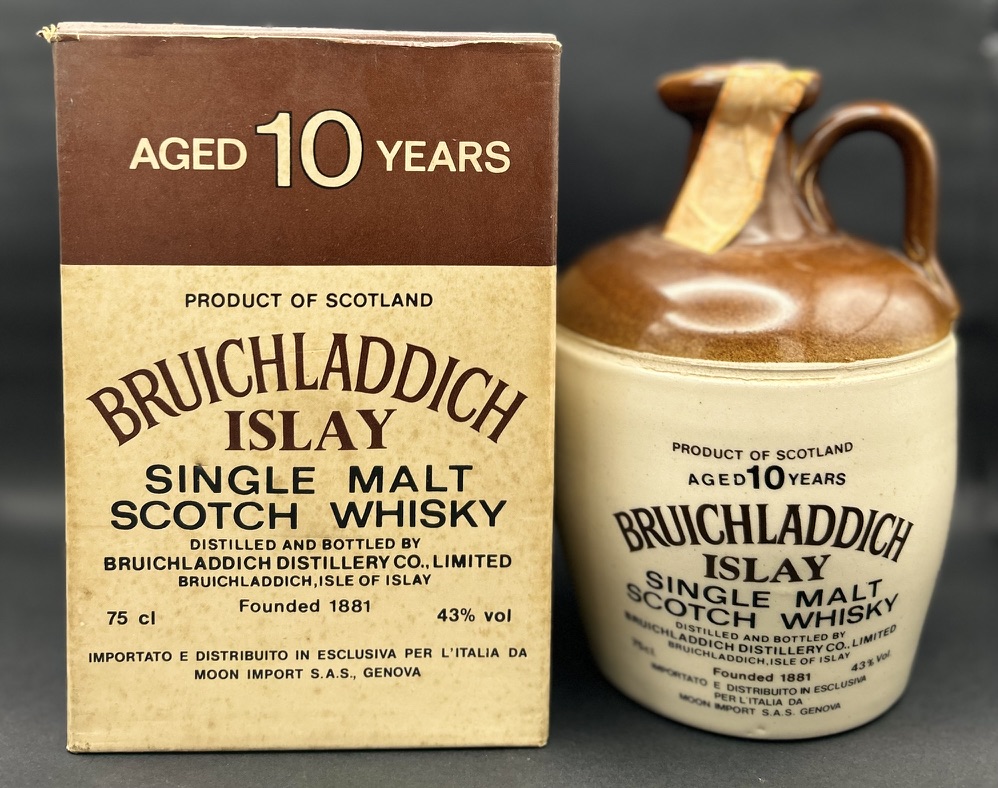 AGED 10 YEARS
PRODUCT OF SCOTLAND
BRUICHLADDICH
ISLAY
SINGLE MALT
SCOTCH WHISKY
DISTILLED AND BOTTLED BY
BRUICHLADDICH DISTILLERY CO., LIMITED
BRUICHLADDICH, ISLE OF ISLAY
Founded 1881
75 cl 43% vol
IMPORTATO E DISTRIBUITO IN ESCLUSIVA PER L'ITALIA DA
MOON IMPORT S.A.S., GENOVA
PRODUCT OF SCOTLAND
AGED 10 YEARS
BRUICHLADDICH
ISLAY
SINGLE MALT
SCOTCH WHISKY
DISTILLED AND BOTTLED BY
BRUICHLADDICH DISTILLERY CO., LIMITED
BRUICHLADDICH, ISLE OF ISLAY
75cl 43% Vol
Founded 1881
IMPORTATO E DISTRIBUITO IN ESCLUSIVA
PER L'ITALIA DA
MOON IMPORT S.A.S. GENOVA